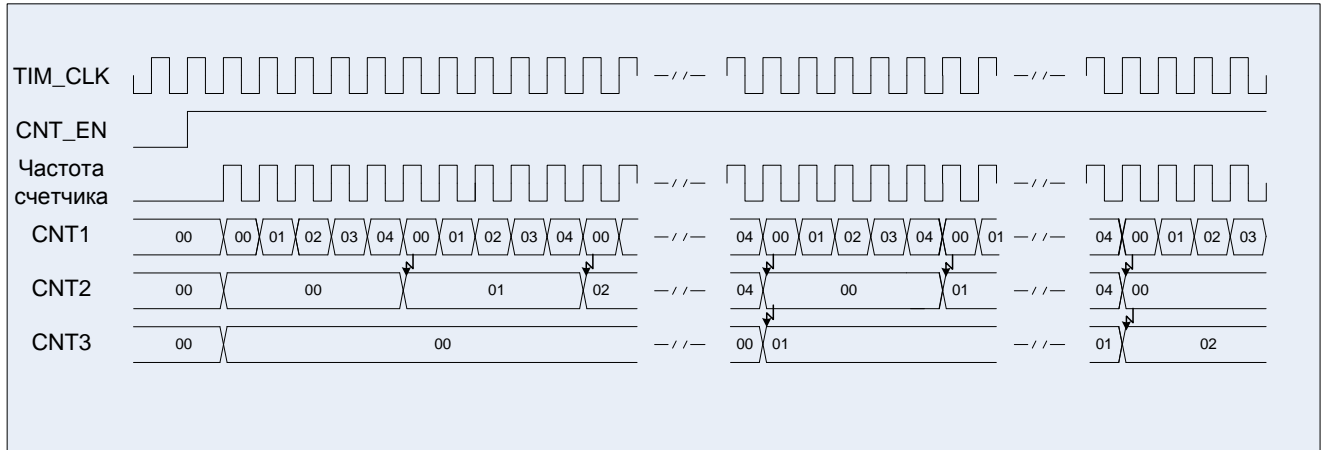 TIM_CLK
CNT_EN
Частота
счетчика
CNT1 00 00 01 02 03 04 00 01 02 03 04 00 04 00 01 02 03 04 00 01 04 00 01 02 03
CNT2 00 00 01 02 04 00 01 04 00
CNT3 00 00 00 01 01 02